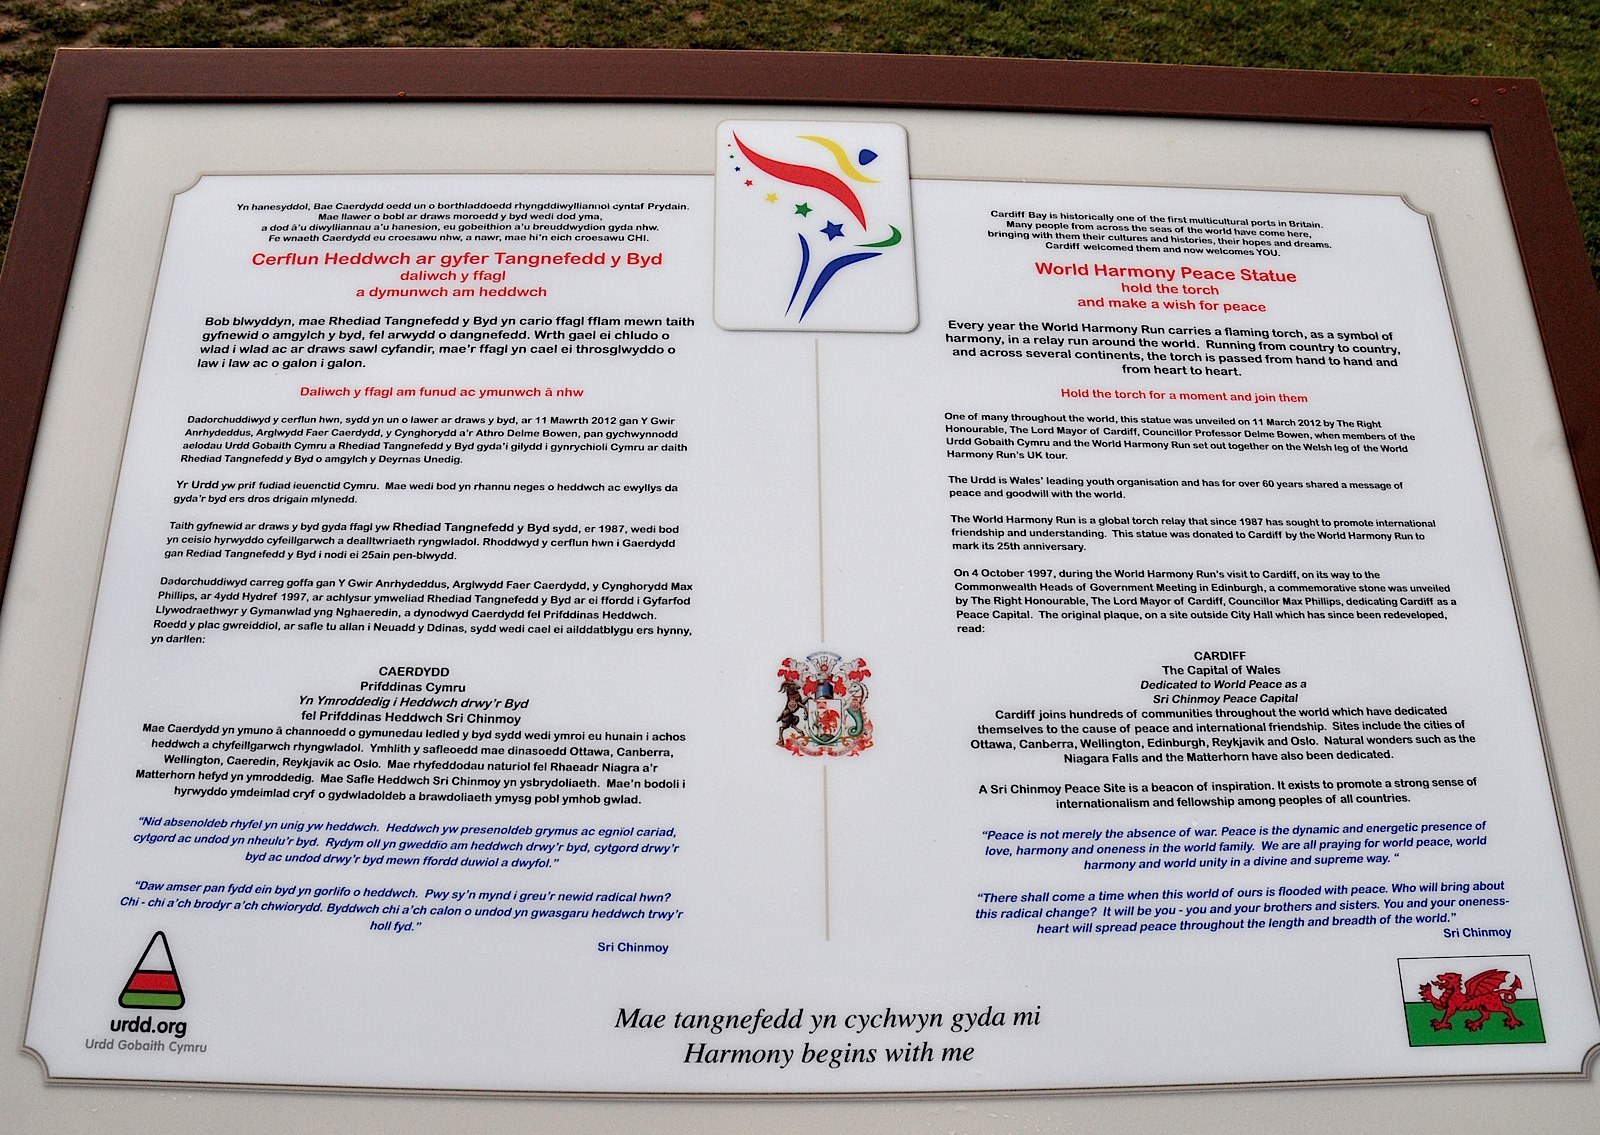 Yn hanesyddol, Bae Caerdydd oedd un o borthladdoedd rhyngddiwylliannol cyntaf Prydain.
Mae llawer o bobl ar draws moroedd y byd wedi dod yma,
a dod â'u diwylliannau a'u hanesion, eu gobeithion a'u breuddwydion gyda nhw.
Fe wnaeth Caerdydd eu croesawu nhw, a nawr, mae hi'n eich croesawu CHI.
Cerflun Heddwch ar gyfer Tangnefedd y Byd
daliwch y ffagl
a dymunwch am heddwch
Bob blwyddyn, mae Rhediad Tangnefedd y Byd yn cario ffagl fflam mewn taith
gyfnewid o amgylch y byd, fel arwydd o dangnefedd. Wrth gael ei chludo o
wlad i wlad ac ar draws sawl cyfandir, mae'r ffagl yn cael ei throsglwyddo o
law i law ac o galon i galon.
Daliwch y ffagl am funud ac ymunwch â nhw
Dadorchuddiwyd y cerflun hwn, sydd yn un o lawer ar draws y byd, ar 11 Mawrth 2012 gan Y Gwir
Anrhydeddus, Arglwydd Faer Caerdydd, y Cynghorydd a'r Athro Delme Bowen, pan gychwynnodd
aelodau Urdd Gobaith Cymru a Rhediad Tangnefedd y Byd gyda'i gilydd i gynrychioli Cymru ar daith
Rhediad Tangnefedd y Byd o amgylch y Deyrnas Unedig.
Yr Urdd yw prif fudiad ieuenctid Cymru. Mae wedi bod yn rhannu neges o heddwch ac ewyllys da
gyda'r byd ers dros drigain mlynedd.
Taith gyfnewid ar draws y byd gyda ffagl yw Rhediad Tangnefedd y Byd sydd, er 1987, wedi bod
yn ceisio hyrwyddo cyfeillgarwch a dealltwriaeth ryngwladol. Rhoddwyd y cerflun hwn i Gaerdydd
gan Rediad Tangnefedd y Byd i nodi ei 25ain pen-blwydd.
Dadorchuddiwyd carreg goffa gan Y Gwir Anrhydeddus, Arglwydd Faer Caerdydd, y Cynghorydd Max
Phillips, ar 4ydd Hydref 1997, ar achlysur ymweliad Rhediad Tangnefedd y Byd ar ei ffordd i Gyfarfod
Llywodraethwyr y Gymanwlad yng Nghaeredin, a dynodwyd Caerdydd fel Prifddinas Heddwch.
Roedd y plac gwreiddiol, ar safle tu allan i Neuadd y Ddinas, sydd wedi cael ei ailddatblygu ers hynny,
yn darllen:
CAERDYDD
Prifddinas Cymru
Yn Ymroddedig i Heddwch drwy'r Byd
fel Prifddinas Heddwch Sri Chinmoy
Mae Caerdydd yn ymuno â channoedd o gymunedau ledled y byd sydd wedi ymroi eu hunain i achos
heddwch a chyfeillgarwch rhyngwladol. Ymhlith y safleoedd mae dinasoedd Ottawa, Canberra,
Wellington, Caeredin, Reykjavik ac Oslo. Mae rhyfeddodau naturiol fel Rhaeadr Niagra a'r
Matterhorn hefyd yn ymroddedig. Mae Safle Heddwch Sri Chinmoy yn ysbrydoliaeth. Mae'n bodoli i
hyrwyddo ymdeimlad cryf o gydwladoldeb a brawdoliaeth ymysg pobl ymhob gwlad.
"Nid absenoldeb rhyfel yn unig yw heddwch. Heddwch yw presenoldeb grymus ac egnïol cariad,
cytgord ac undod yn nheulu'r byd. Rydym oll yn gweddïo am heddwch drwy'r byd, cytgord drwy'r
byd ac undod drwy'r byd mewn ffordd duwiol a dwyfol."
"Daw amser pan fydd ein byd yn gorlifo o heddwch. Pwy sy'n mynd i greu'r newid radical hwn?
Chi - chi a'ch brodyr a'ch chwiorydd. Byddwch chi a'ch calon o undod yn gwasgaru heddwch trwy'r
holl fyd."
Sri Chinmoy
urdd.org
Urdd Gobaith Cymru
Cardiff Bay is historically one of the first multicultural ports in Britain.
Many people from across the seas of the world have come here,
bringing with them their cultures and histories, their hopes and dreams.
Cardiff welcomed them and now welcomes YOU.
World Harmony Peace Statue
hold the torch
and make a wish for peace
Every year the World Harmony Run carries a flaming torch, as a symbol of
harmony, in a relay run around the world. Running from country to country,
and across several continents, the torch is passed from hand to hand and
from heart to heart.
Hold the torch for a moment and join them
One of many throughout the world, this statue was unveiled on 11 March 2012 by The Right
Honourable, The Lord Mayor of Cardiff, Councillor Professor Delme Bowen, when members of the
Urdd Gobaith Cymru and the World Harmony Run set out together on the Welsh leg of the World
Harmony Run's UK tour.
The Urdd is Wales' leading youth organisation and has for over 60 years shared a message of
peace and goodwill with the world.
The World Harmony Run is a global torch relay that since 1987 has sought to promote international
friendship and understanding. This statue was donated to Cardiff by the World Harmony Run to
mark its 25th anniversary.
On 4 October 1997, during the World Harmony Run's visit to Cardiff, on its way to the
Commonwealth Heads of Government Meeting in Edinburgh, a commemorative stone was unveiled
by The Right Honourable, The Lord Mayor of Cardiff, Councillor Max Phillips, dedicating Cardiff as a
Peace Capital. The original plaque, on a site outside City Hall which has since been redeveloped,
read:
CARDIFF
The Capital of Wales
Dedicated to World Peace as a
Sri Chinmoy Peace Capital
Cardiff joins hundreds of communities throughout the world which have dedicated
themselves to the cause of peace and international friendship. Sites include the cities of
Ottawa, Canberra, Wellington, Edinburgh, Reykjavik and Oslo. Natural wonders such as the
Niagara Falls and the Matterhorn have also been dedicated.
A Sri Chinmoy Peace Site is a beacon of inspiration. It exists to promote a strong sense of
internationalism and fellowship among peoples of all countries.
"Peace is not merely the absence of war. Peace is the dynamic and energetic presence of
love, harmony and oneness in the world family. We are all praying for world peace, world
harmony and world unity in a divine and supreme way. "
"There shall come a time when this world of ours is flooded with peace. Who will bring about
this radical change? It will be you - you and your brothers and sisters. You and your oneness-
heart will spread peace throughout the length and breadth of the world."
Sri Chinmoy
Mae tangnefedd yn cychwyn gyda mi
Harmony begins with me